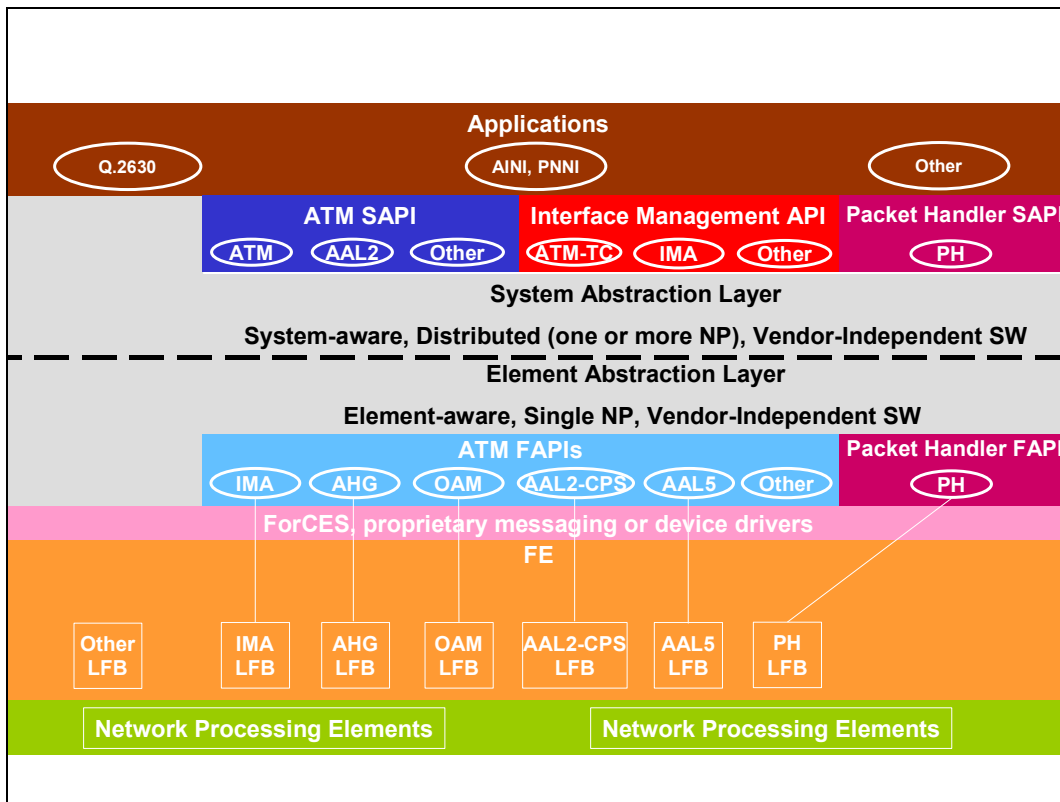 Applications
Q.2630
AINI, PNNI
Other
ATM SAPI
Interface Management API
Packet Handler SAPI
ATM
AAL2
Other
ATM-TC
IMA
Other
PH
System Abstraction Layer
System-aware, Distributed (one or more NP), Vendor-Independent SW
Element Abstraction Layer
Element-aware, Single NP, Vendor-Independent SW
ATM FAPIs
Packet Handler FAPI
IMA
AHG
OAM
AAL2-CPS
AAL5
Other
PH
ForCES, proprietary messaging or device drivers
FE
Other
LFB
IMA
LFB
AHG
LFB
OAM
LFB
AAL2-CPS
LFB
AAL5
LFB
PH
LFB
Network Processing Elements
Network Processing Elements